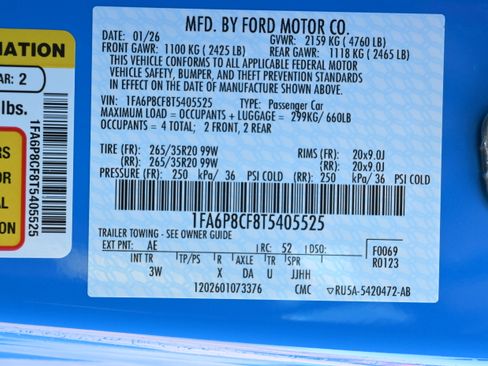 MFD. BY FORD MOTOR CO.
01/26 GVWR: 2159 KG ( 4760 LB)
FRONT GAWR: 1100 KG ( 2425 LB) REAR GAWR: 1118 KG ( 2465 LB)
THIS VEHICLE CONFORMS TO ALL APPLICABLE FEDERAL MOTOR
VEHICLE SAFETY, BUMPER, AND THEFT PREVENTION STANDARDS
IN EFFECT ON THE DATE OF MANUFACTURE SHOWN ABOVE.
VIN: 1FA6P8CF8T5405525 TYPE: Passenger Car
MAXIMUM LOAD = OCCUPANTS + LUGGAGE = 299KG/ 660LB
OCCUPANTS = 4 TOTAL; 2 FRONT, 2 REAR
TIRE (FR): 265/35R20 99W RIMS (FR): 20x9.0J
(RR): 265/35R20 99W (RR): 20x9.0J
PRESSURE (FR): 250 kPa/ 36 PSI COLD (RR) 250 kPa/ 36 PSI COLD
1FA6P8CF8T5405525
TRAILER TOWING - SEE OWNER GUIDE
EXT PNT: AE RC: 52 DSO: F0069
R0123
INT TR TP/PS R AXLE TR SPR
3W X DA U JJHH
1202601073376 CMC RU5A-5420472-AB
MATION
AR: 2
lbs.
RS
OR
AL
S
1FA6P8CF8T5405525